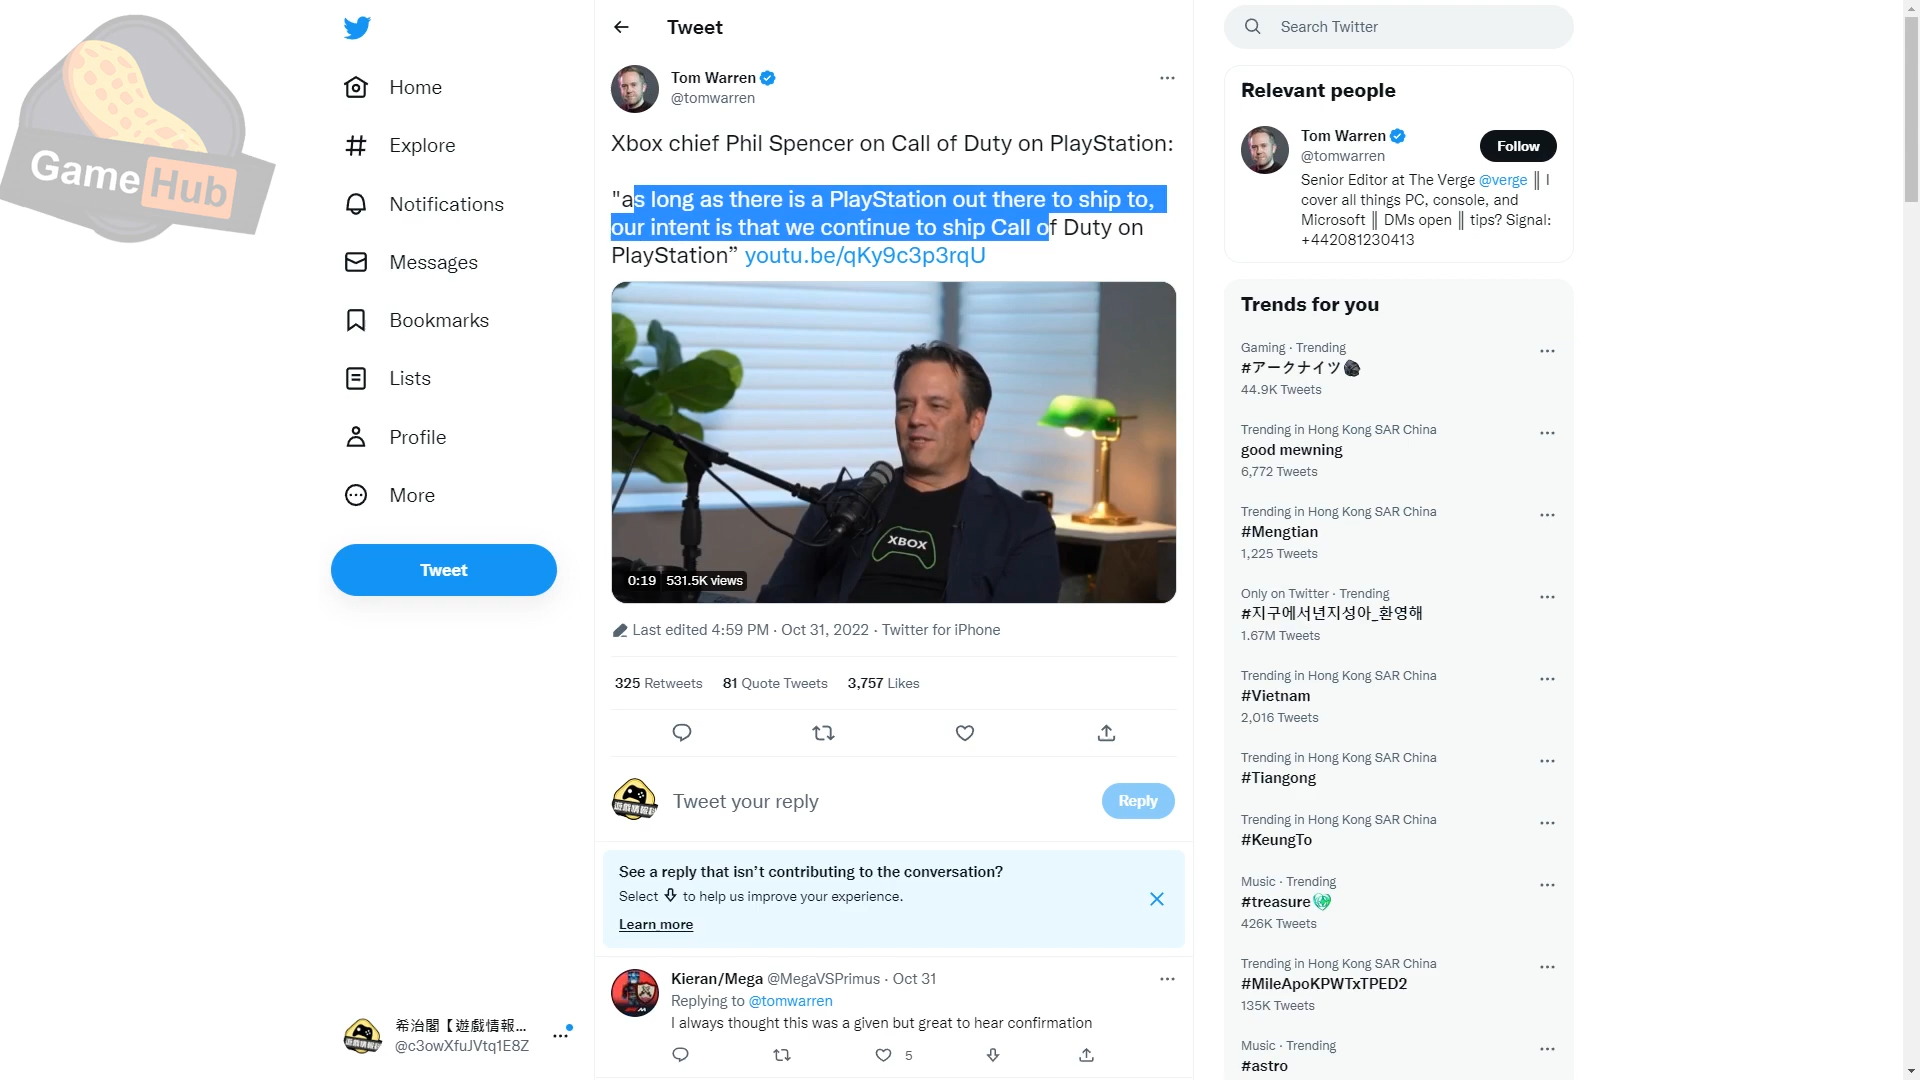 GameHub
Home
Explore
Notifications
Messages
Bookmarks
Lists
Profile
More
Tweet
希治閣【遊戲情報...
@c3owXfuJVtq1E8Z
Tweet
Tom Warren
@tomwarren
Xbox chief Phil Spencer on Call of Duty on PlayStation:
"as long as there is a PlayStation out there to ship to,
our intent is that we continue to ship Call of Duty on
PlayStation” youtu.be/qKy9c3p3rqU
XBOX
0:19 531.5K views
Last edited 4:59 PM · Oct 31, 2022 · Twitter for iPhone
325 Retweets 81 Quote Tweets 3,757 Likes
Tweet your reply
Reply
See a reply that isn’t contributing to the conversation?
Select to help us improve your experience.
Learn more
Kieran/Mega @MegaVSPrimus · Oct 31
Replying to @tomwarren
I always thought this was a given but great to hear confirmation
5
Search Twitter
Relevant people
Tom Warren
@tomwarren
Follow
Senior Editor at The Verge @verge ║ I
cover all things PC, console, and
Microsoft ║ DMs open ║ tips? Signal:
+442081230413
Trends for you
Gaming · Trending
#アークナイツ
44.9K Tweets
Trending in Hong Kong SAR China
good mewning
6,772 Tweets
Trending in Hong Kong SAR China
#Mengtian
1,225 Tweets
Only on Twitter · Trending
#지구에서년지성아_환영해
1.67M Tweets
Trending in Hong Kong SAR China
#Vietnam
2,016 Tweets
Trending in Hong Kong SAR China
#Tiangong
Trending in Hong Kong SAR China
#KeungTo
Music · Trending
#treasure
426K Tweets
Trending in Hong Kong SAR China
#MileApoKPWTxTPED2
135K Tweets
Music · Trending
#astro